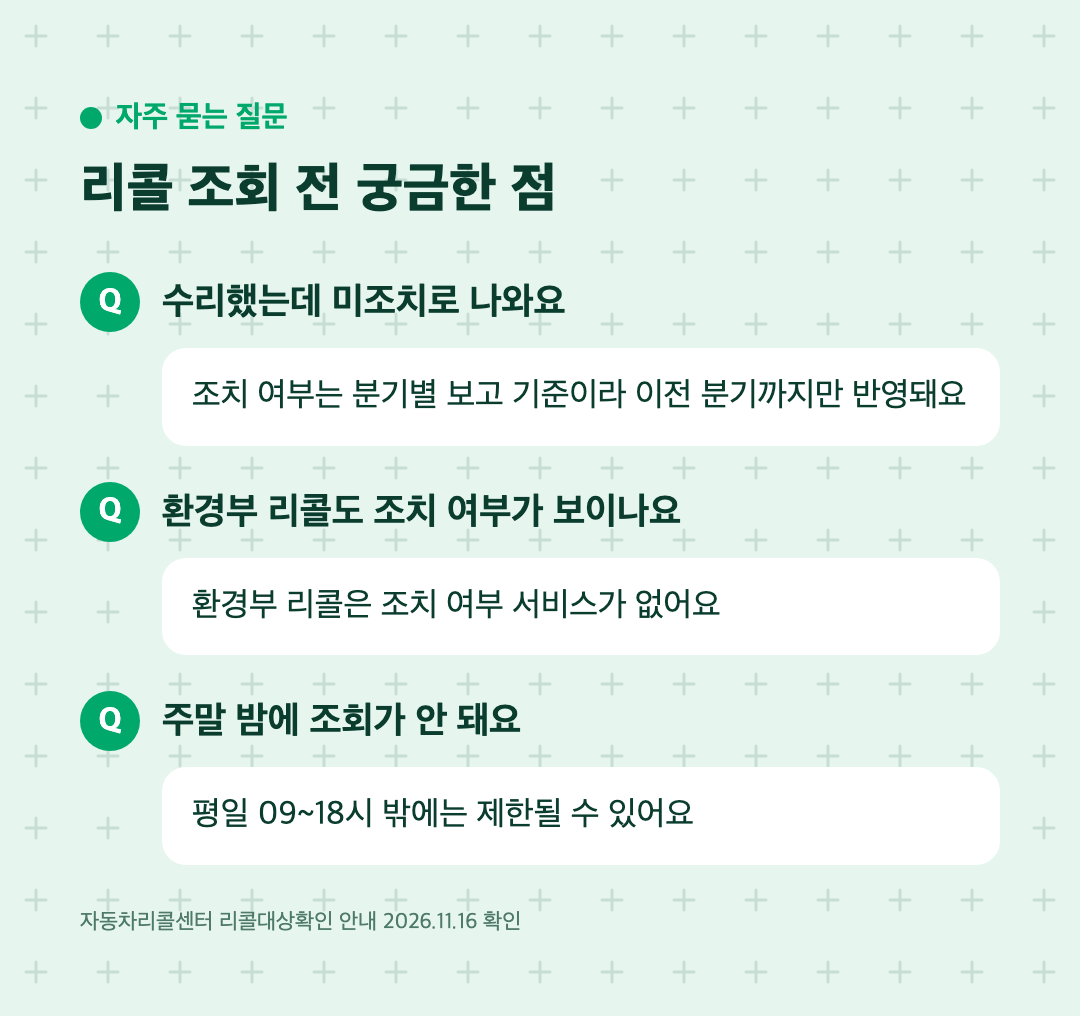 자주 묻는 질문
리콜 조회 전 궁금한 점
Q 수리했는데 미조치로 나와요
조치 여부는 분기별 보고 기준이라 이전 분기까지만 반영돼요
Q 환경부 리콜도 조치 여부가 보이나요
환경부 리콜은 조치 여부 서비스가 없어요
Q 주말 밤에 조회가 안 돼요
평일 09~18시 밖에는 제한될 수 있어요
자동차리콜센터 리콜대상확인 안내 2026.11.16 확인